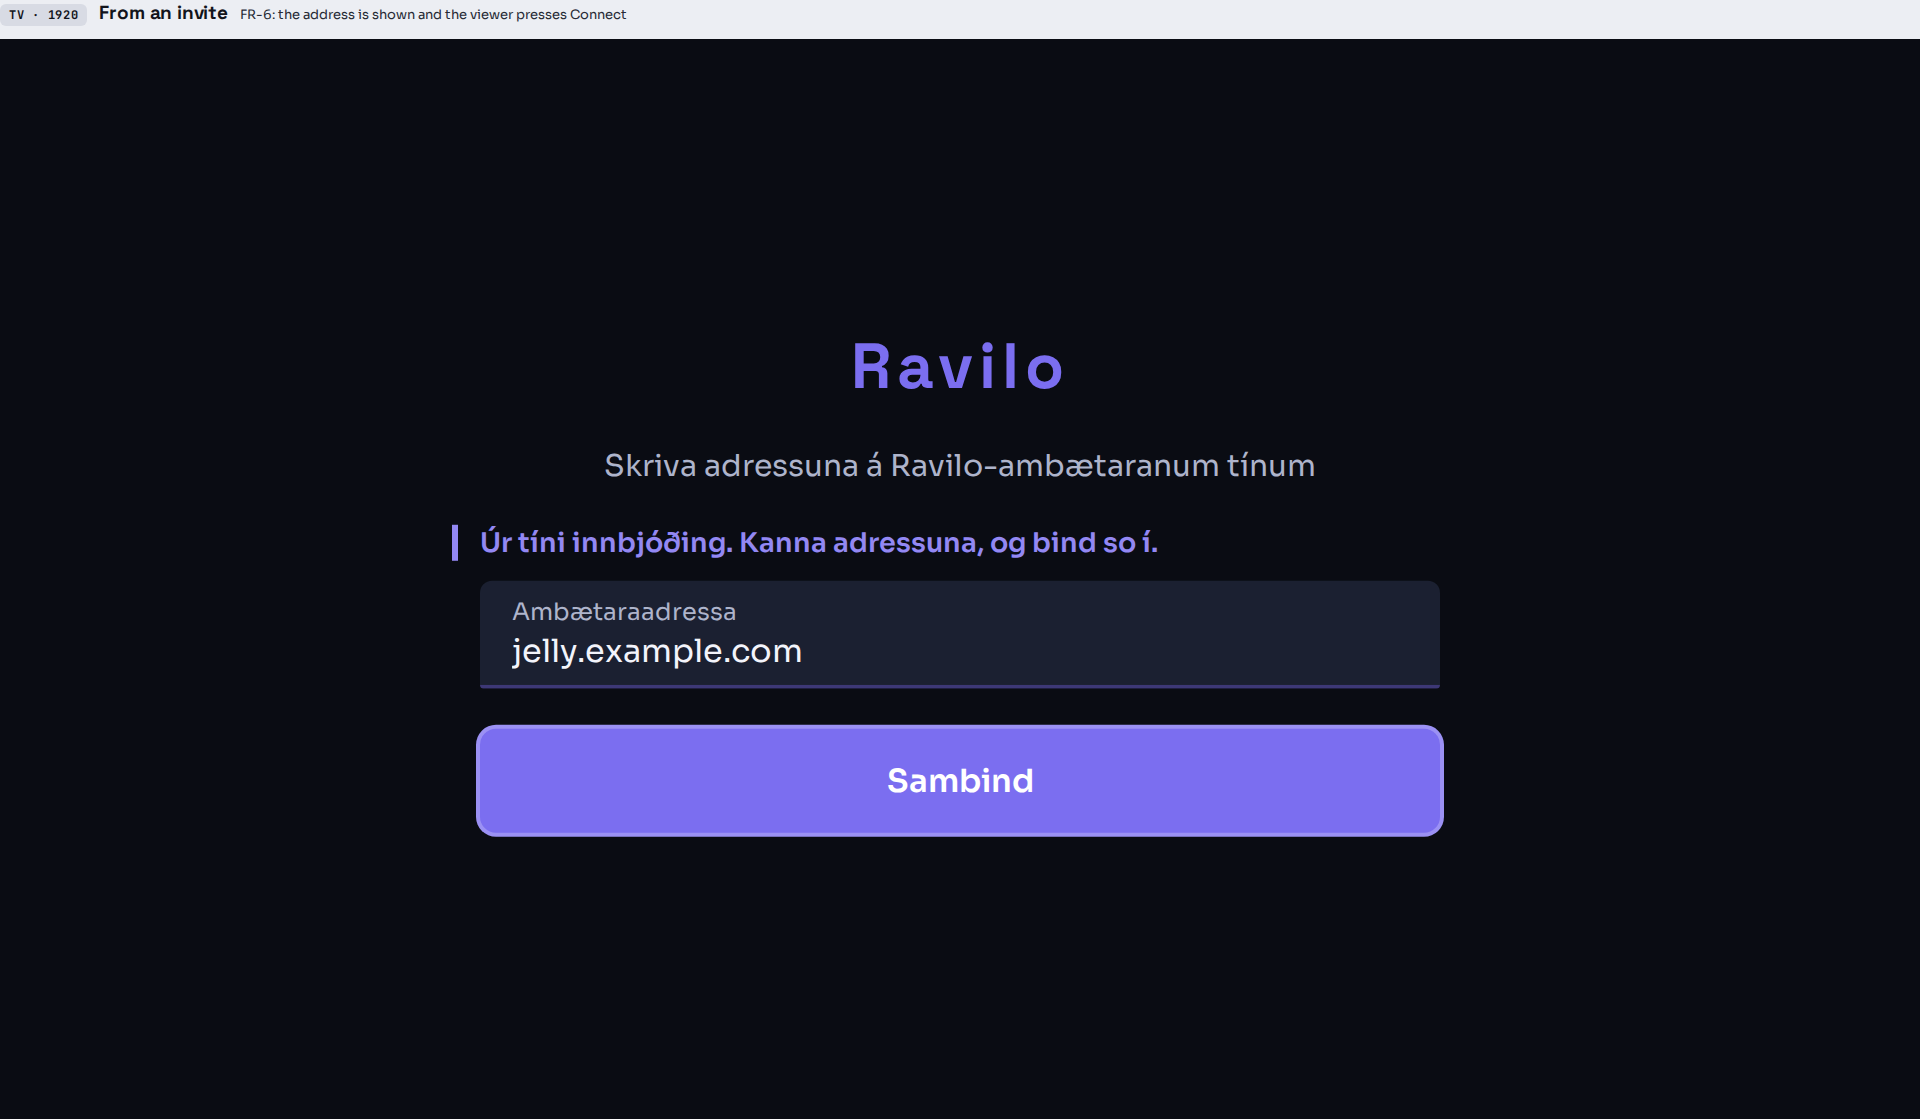 TV · 1920 From an invite FR-6: the address is shown and the viewer presses Connect
Ravilo
Skriva adressuna á Ravilo-ambætaranum tínum
Úr tíni innbjóðing. Kanna adressuna, og bind so í.
Ambætaraadressa
jelly.example.com
Sambind